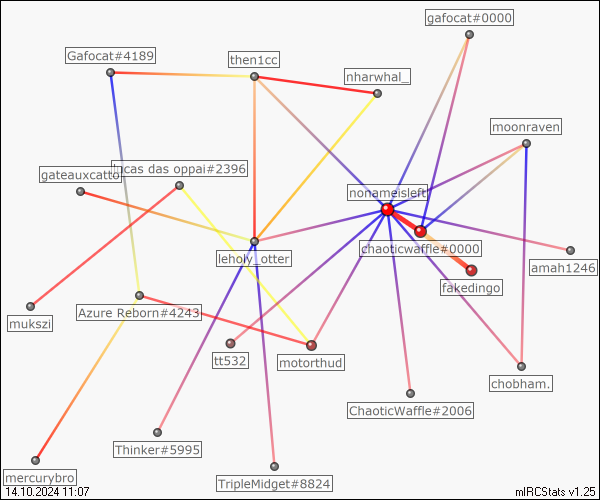 gafocat#0000
Gafocat#4189
then1cc
nharwhal_
moonraven
lucas das oppai#2396
gateauxcatto
nonameisleft
chaoticwaffle#0000
leholy_otter
amah1246
fakedingo
Azure Reborn#4243
mukszi
tt532
motorthud
chobham.
ChaoticWaffle#2006
Thinker#5995
mercurybro
TripleMidget#8824
14.10.2024 11:07
mIRCStats v1.25